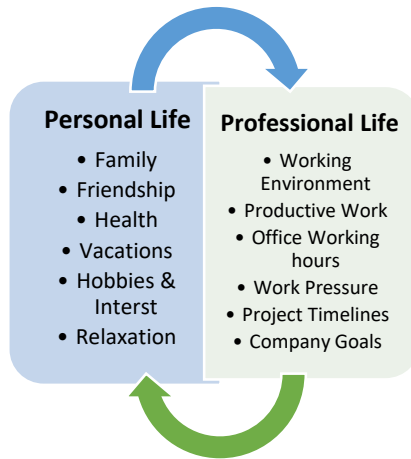 Personal Life
• Family
• Friendship
• Health
• Vacations
• Hobbies &
Interst
• Relaxation
Professional Life
• Working
Environment
• Productive Work
• Office Working
hours
• Work Pressure
• Project Timelines
• Company Goals